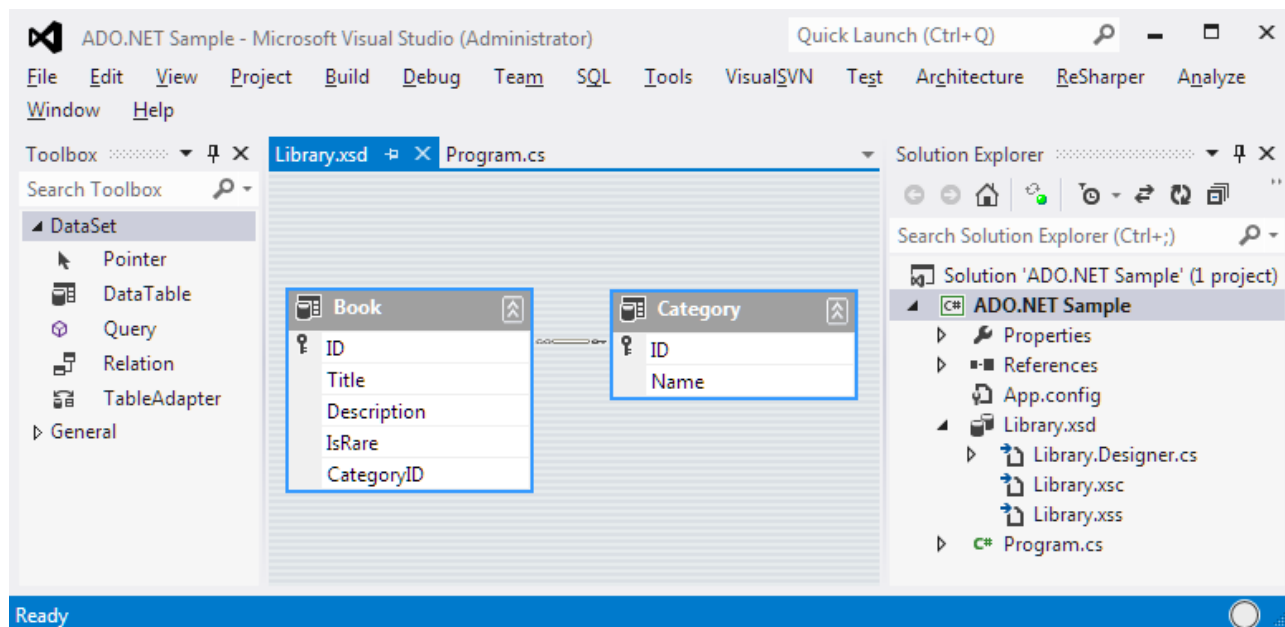 ADO.NET Sample - Microsoft Visual Studio (Administrator)
Quick Launch (Ctrl+Q)
File Edit View Project Build Debug Team SQL Tools VisualSVN Test Architecture ReSharper Analyze
Window Help
Toolbox
Search Toolbox
DataSet
Pointer
DataTable
Query
Relation
TableAdapter
General
Library.xsd
Program.cs
Book
ID
Title
Description
IsRare
CategoryID
Category
ID
Name
Solution Explorer
Search Solution Explorer (Ctrl+;)
Solution 'ADO.NET Sample' (1 project)
C# ADO.NET Sample
Properties
References
App.config
Library.xsd
Library.Designer.cs
Library.xsc
Library.xss
C# Program.cs
Ready